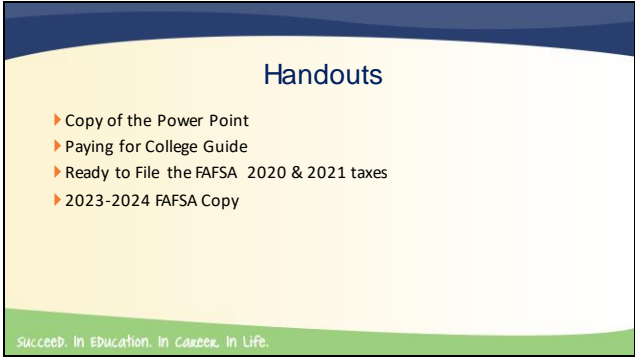 Handouts
Copy of the Power Point
Paying for College Guide
Ready to File the FAFSA 2020 & 2021 taxes
2023-2024 FAFSA Copy
Succeed. In Education. In Career. In Life.